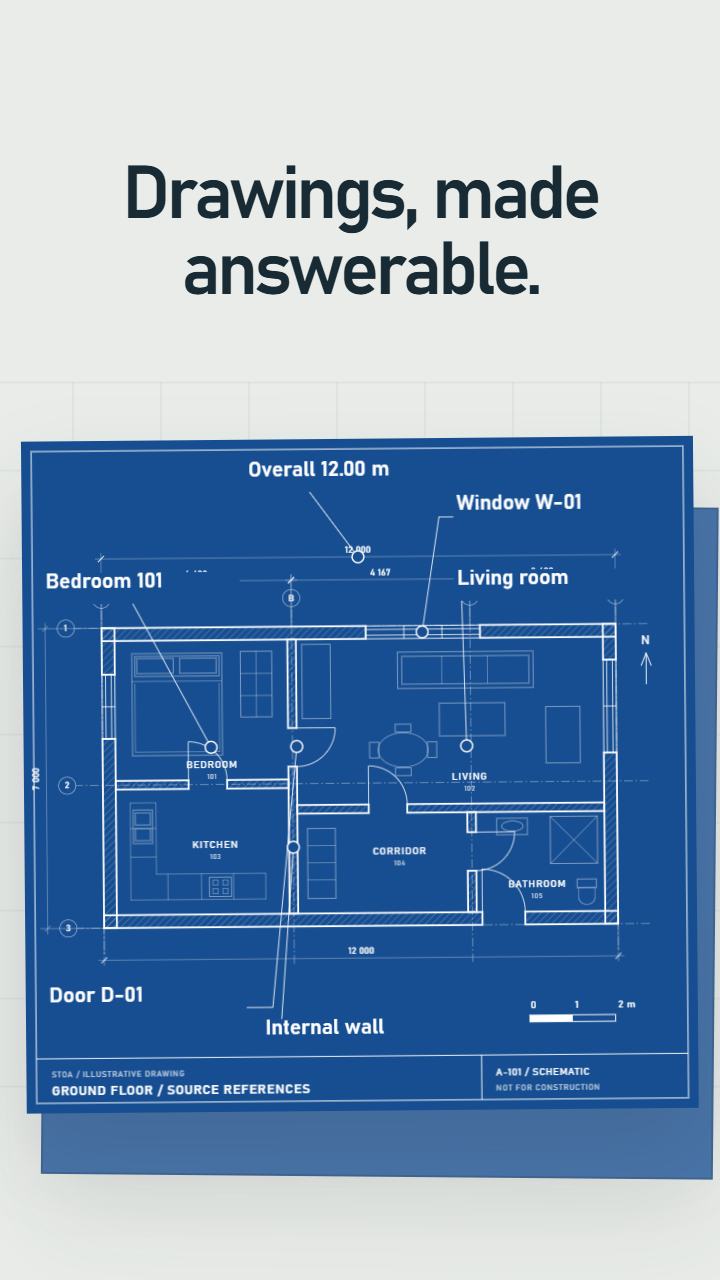 Drawings, made
answerable.
Overall 12.00 m
Window W-01
12 000
4 167
Bedroom 101
Living room
B
1
N
BEDROOM
101
LIVING
102
7 000
2
KITCHEN
103
CORRIDOR
104
BATHROOM
105
3
12 000
Door D-01
0 1 2 m
Internal wall
STOA / ILLUSTRATIVE DRAWING
GROUND FLOOR / SOURCE REFERENCES
A-101 / SCHEMATIC
NOT FOR CONSTRUCTION